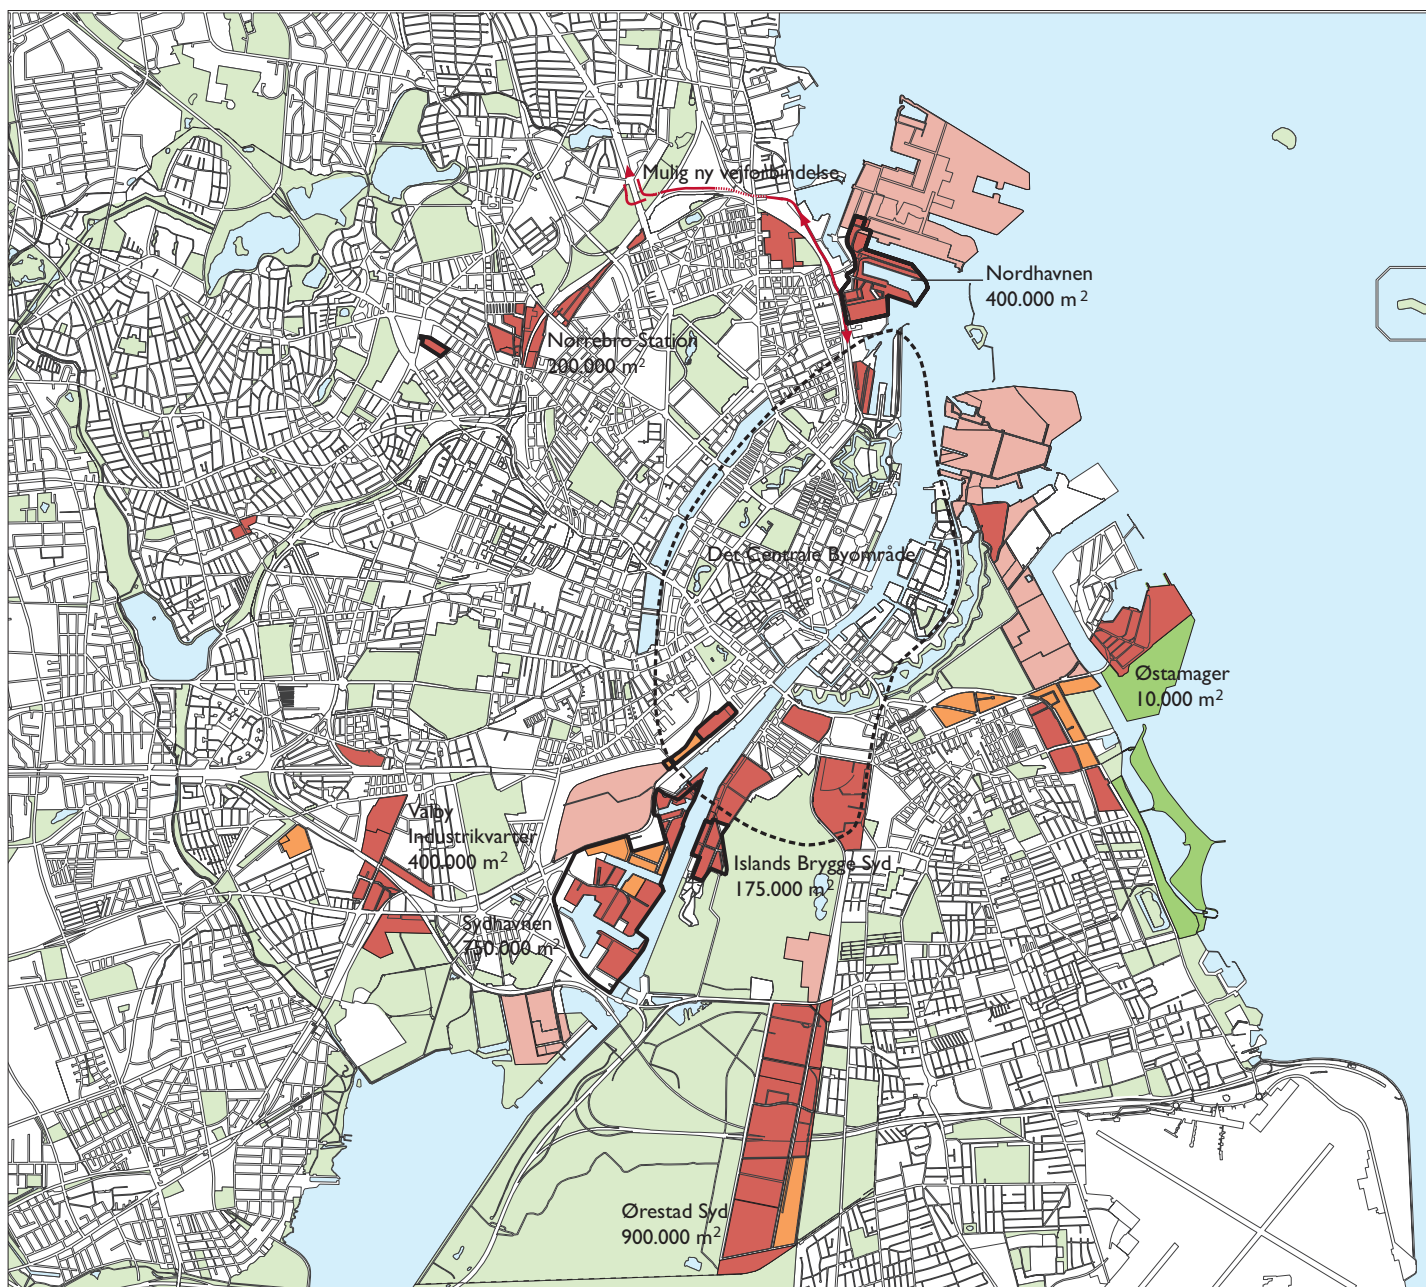 Mulig ny vejforbindelse
Nordhavnen
400.000 m²
Nørrebro Station
200.000 m²
Det Centrale Byområde
Østamager
10.000 m²
Valby
Industrikvarter
400.000 m²
Islands Brygge Syd
175.000 m²
Sydhavnen
750.000 m²
Ørestad Syd
900.000 m²